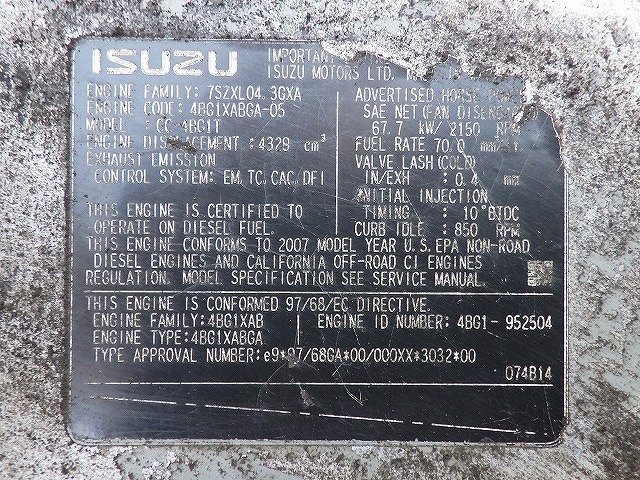 ISUZU
IMPORTANT
ISUZU MOTORS LTD.
ENGINE FAMILY: 7SZXL04.3GXA
ENGINE CODE: 4BG1XABGA-05
MODEL : CC-4BG1T
ENGINE DISPLACEMENT: 4329 cm³
EXHAUST EMISSION
CONTROL SYSTEM: EM, TC, CAC, DFI
THIS ENGINE IS CERTIFIED TO
OPERATE ON DIESEL FUEL.
ADVERTISED HORSE POWER
SAE NET (FAN DISENGAGED)
67.7 kW/ 2150 RPM
FUEL RATE 70.0
VALVE LASH (COLD)
IN/EXH : 0.4 mm
INITIAL INJECTION
TIMING : 10°BTDC
CURB IDLE : 850 RPM
THIS ENGINE CONFORMS TO 2007 MODEL YEAR U.S. EPA NON-ROAD
DIESEL ENGINES AND CALIFORNIA OFF-ROAD CI ENGINES
REGULATION. MODEL SPECIFICATION SEE SERVICE MANUAL.
THIS ENGINE IS CONFORMED 97/68/EC DIRECTIVE.
ENGINE FAMILY: 4BG1XAB
ENGINE ID NUMBER: 4BG1- 952504
ENGINE TYPE: 4BG1XABGA
TYPE APPROVAL NUMBER: e9*97/68GA*00/000XX*3032*00
074B14